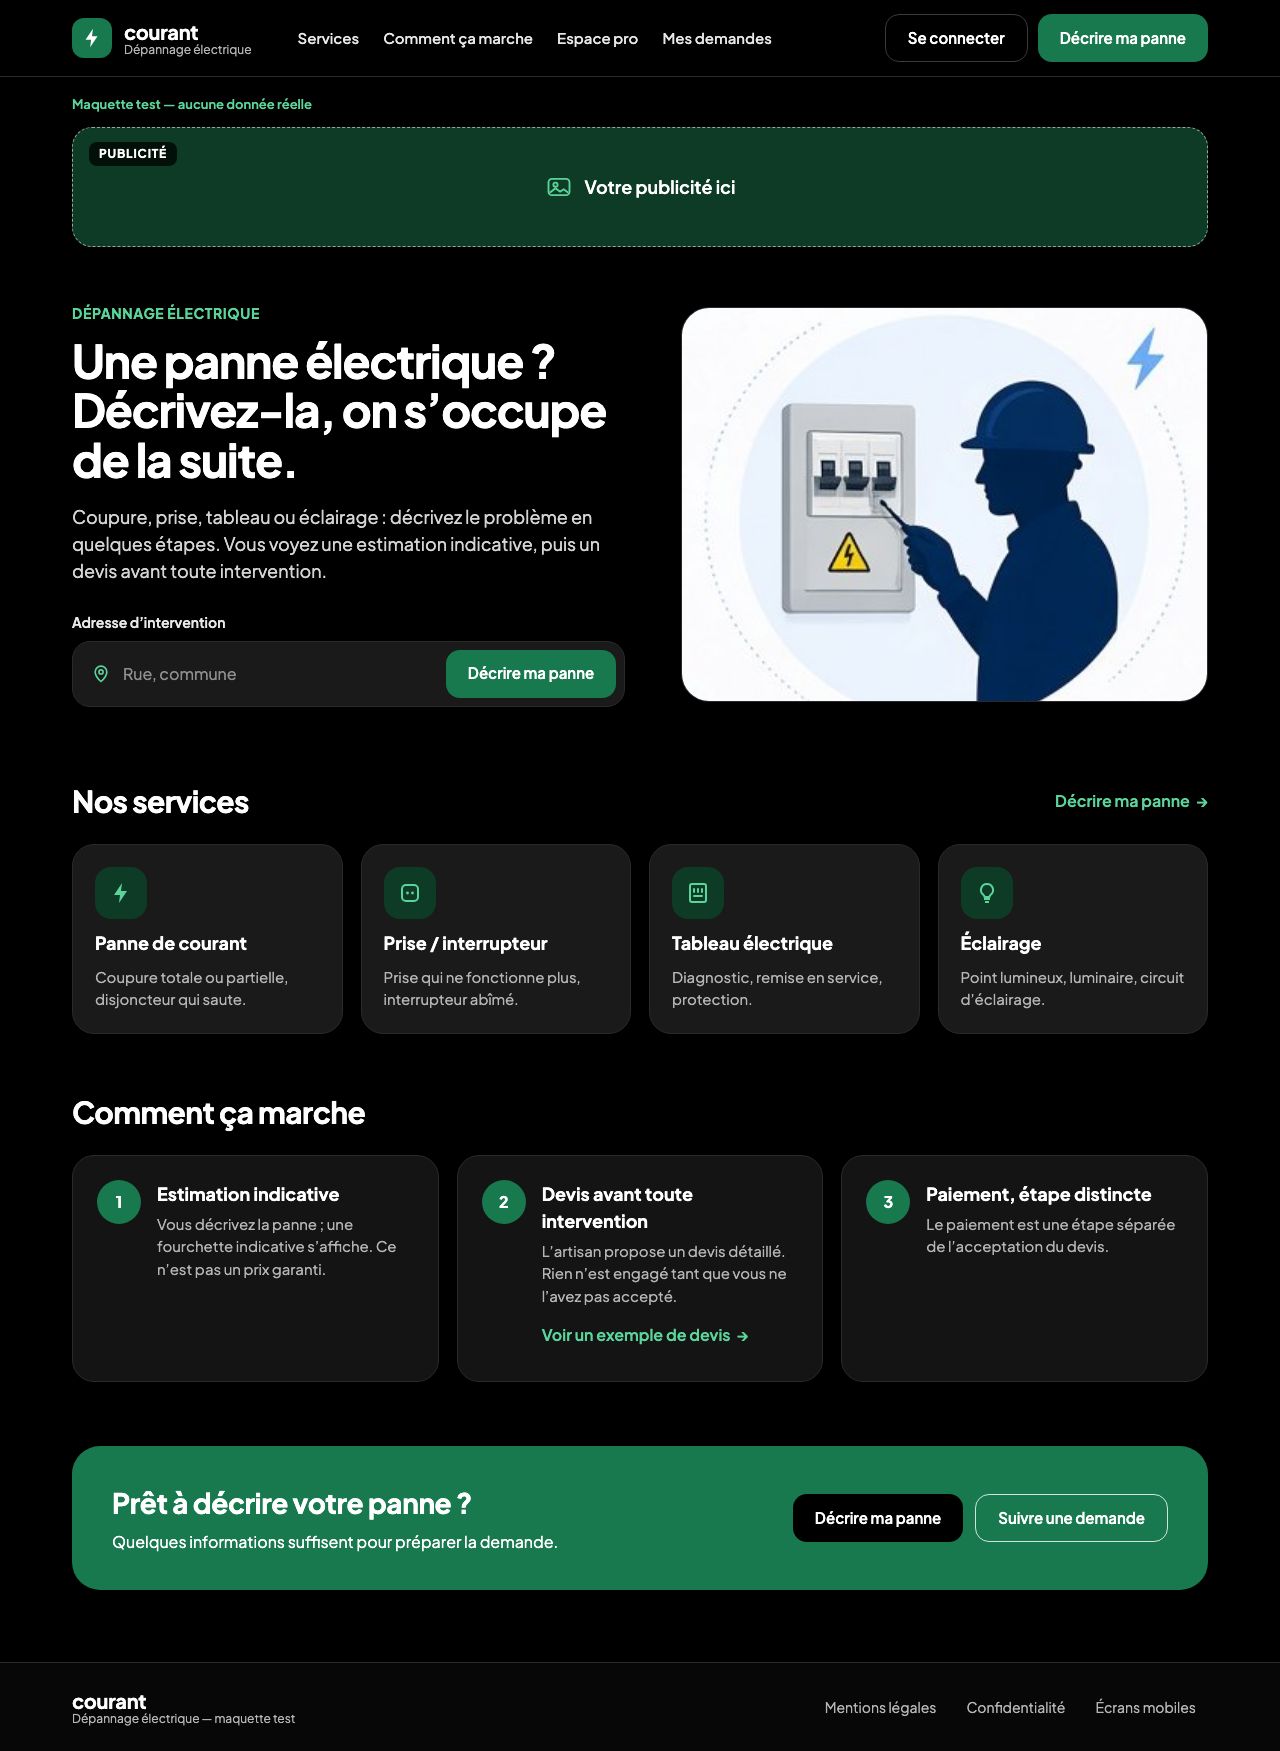 courant
Dépannage électrique
Services
Comment ça marche
Espace pro
Mes demandes
Se connecter
Décrire ma panne
Maquette test — aucune donnée réelle
PUBLICITÉ
Votre publicité ici
DÉPANNAGE ÉLECTRIQUE
Une panne électrique ?
Décrivez-la, on s’occupe
de la suite.
Coupure, prise, tableau ou éclairage : décrivez le problème en
quelques étapes. Vous voyez une estimation indicative, puis un
devis avant toute intervention.
Adresse d’intervention
Rue, commune
Décrire ma panne
Nos services
Décrire ma panne →
Panne de courant
Coupure totale ou partielle,
disjoncteur qui saute.
Prise / interrupteur
Prise qui ne fonctionne plus,
interrupteur abîmé.
Tableau électrique
Diagnostic, remise en service,
protection.
Éclairage
Point lumineux, luminaire, circuit
d’éclairage.
Comment ça marche
1
Estimation indicative
Vous décrivez la panne ; une
fourchette indicative s’affiche. Ce
n’est pas un prix garanti.
2
Devis avant toute
intervention
L’artisan propose un devis détaillé.
Rien n’est engagé tant que vous ne
l’avez pas accepté.
Voir un exemple de devis →
3
Paiement, étape distincte
Le paiement est une étape séparée
de l’acceptation du devis.
Prêt à décrire votre panne ?
Quelques informations suffisent pour préparer la demande.
Décrire ma panne
Suivre une demande
courant
Dépannage électrique — maquette test
Mentions légales
Confidentialité
Écrans mobiles